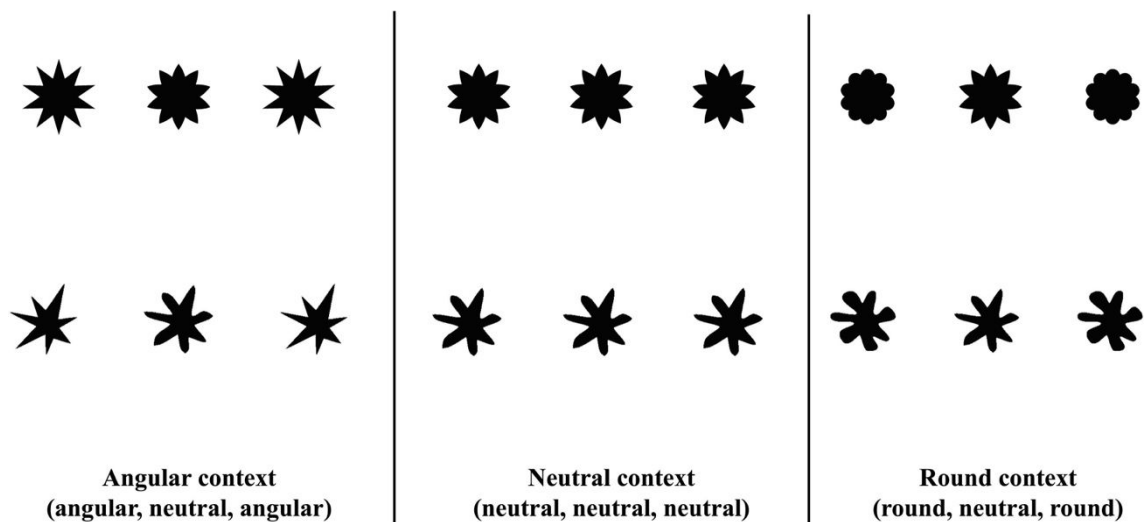 Angular context
(angular, neutral, angular)
Neutral context
(neutral, neutral, neutral)
Round context
(round, neutral, round)